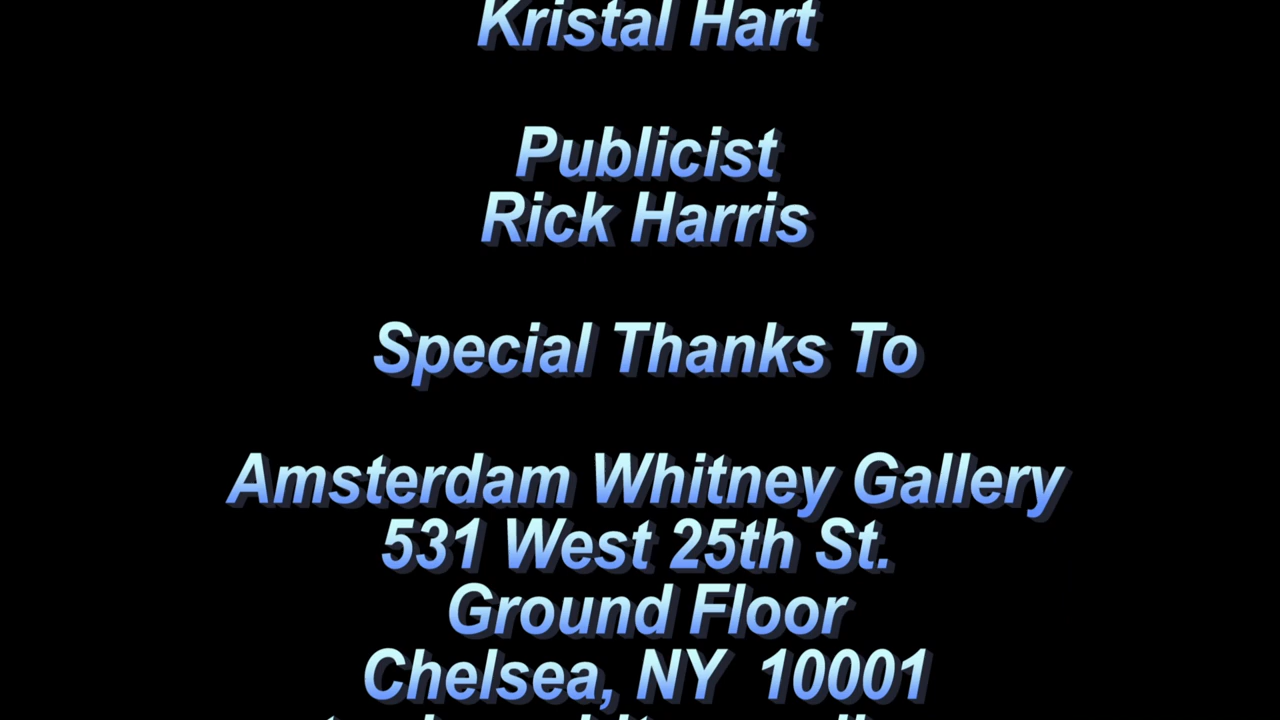 Kristal Hart
Publicist
Rick Harris
Special Thanks To
Amsterdam Whitney Gallery
531 West 25th St.
Ground Floor
Chelsea, NY 10001